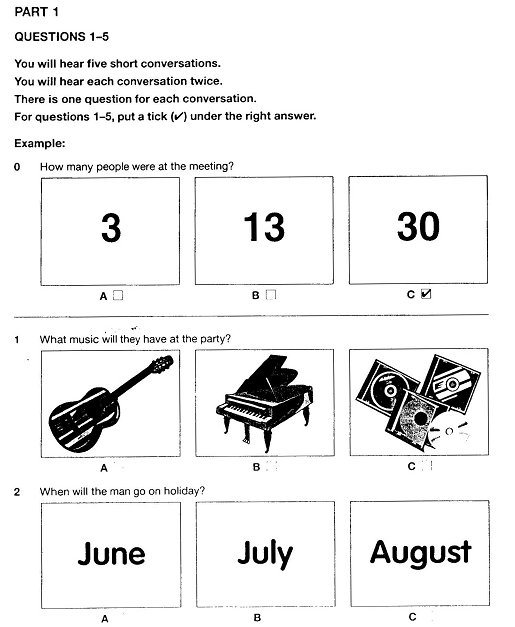 PART 1
QUESTIONS 1–5
You will hear five short conversations.
You will hear each conversation twice.
There is one question for each conversation.
For questions 1–5, put a tick (✓) under the right answer.
Example:
0 How many people were at the meeting?
3 13 30
A B C ✓
1 What music will they have at the party?
A B C
2 When will the man go on holiday?
June July August
A B C